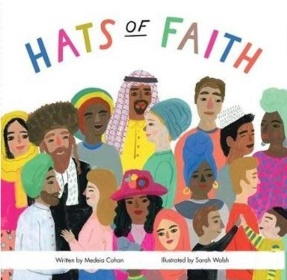 HATS OF FAITH
Written by Medeia Cohan    Illustrated by Sarah Walsh